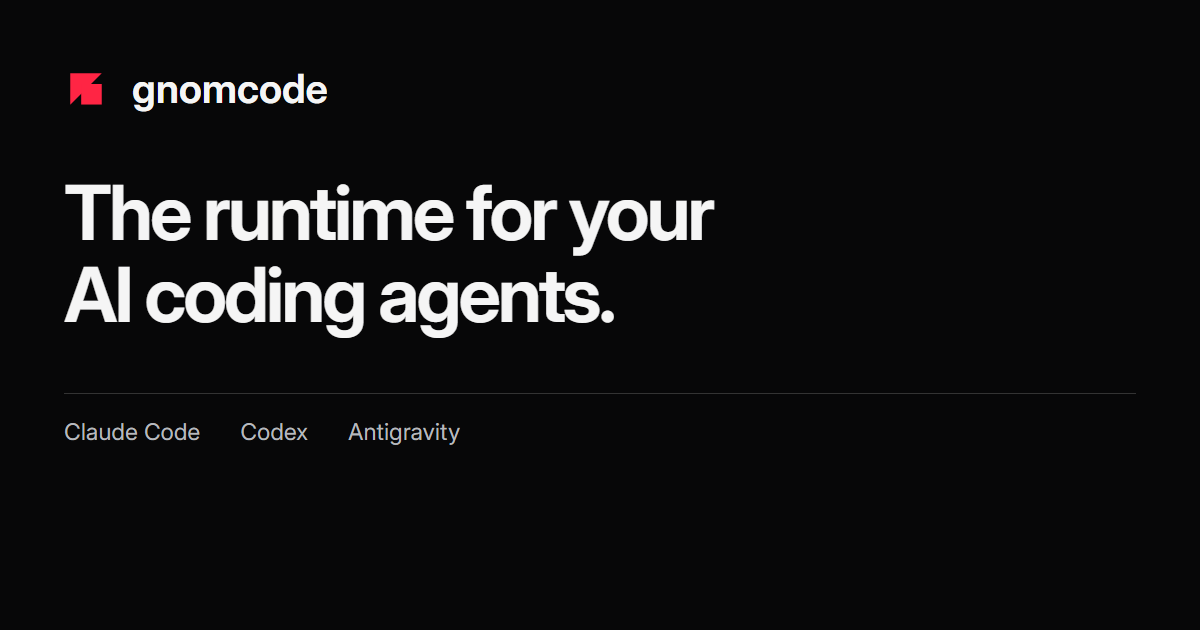 gnomcode
The runtime for your
AI coding agents.
Claude Code Codex Antigravity